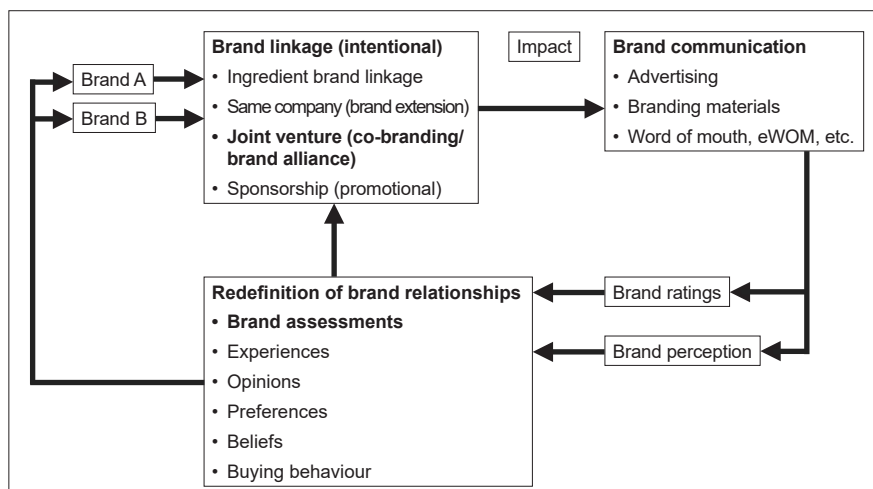 Brand A
Brand B
Brand linkage (intentional)
• Ingredient brand linkage
• Same company (brand extension)
• Joint venture (co-branding/
brand alliance)
• Sponsorship (promotional)
Impact
Brand communication
• Advertising
• Branding materials
• Word of mouth, eWOM, etc.
Redefinition of brand relationships
• Brand assessments
• Experiences
• Opinions
• Preferences
• Beliefs
• Buying behaviour
Brand ratings
Brand perception